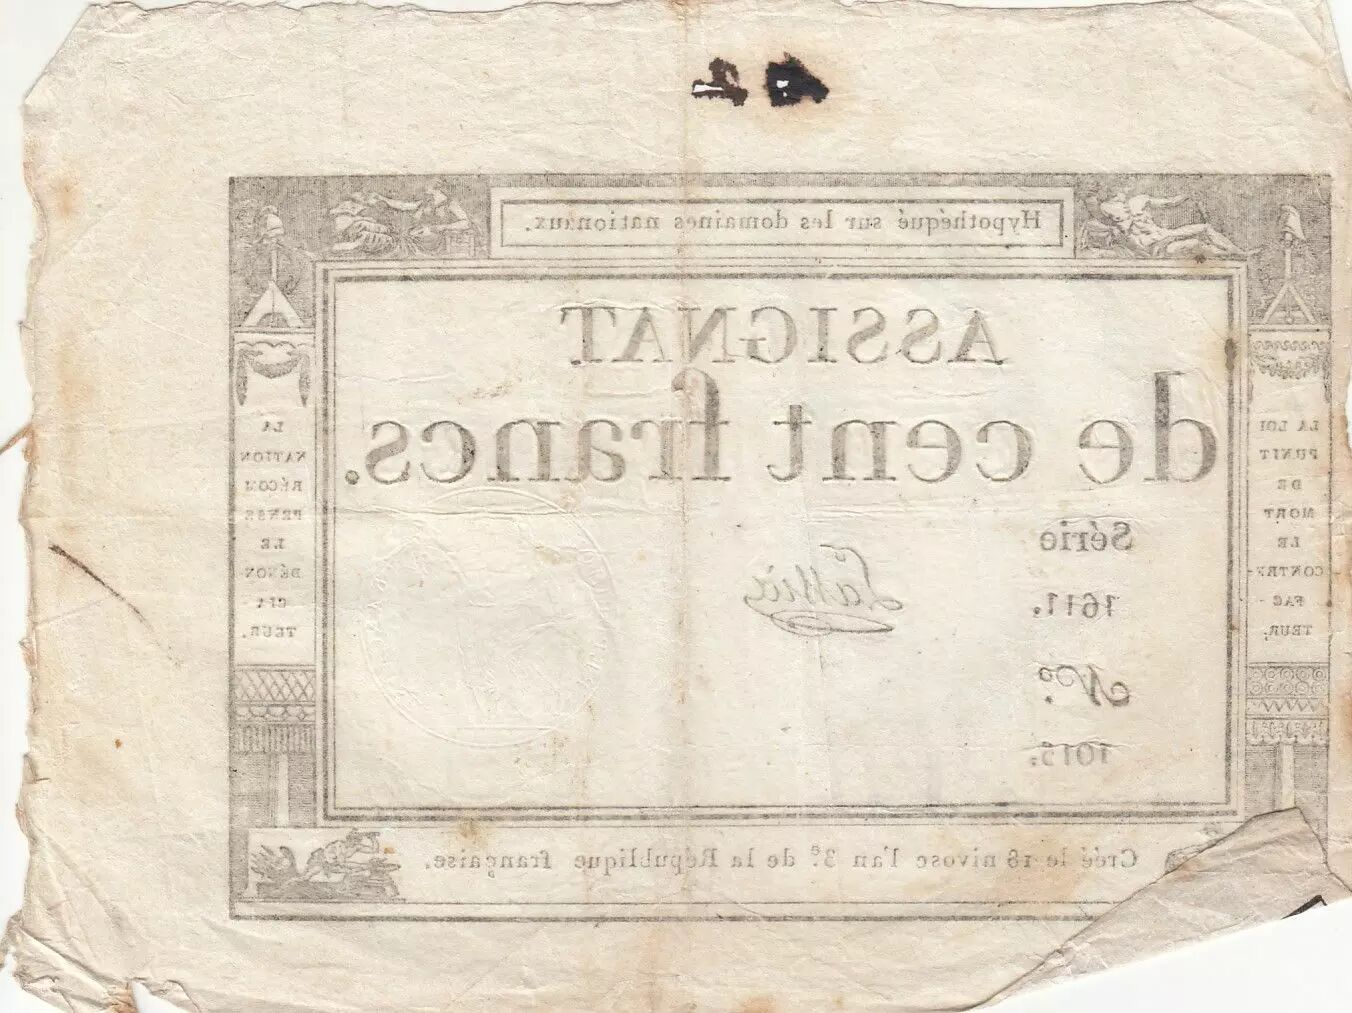 Hypothéqué sur les domaines nationaux.
ASSIGNAT
de cent francs.
Série
1611.
Nº.
1015.
LA LOI
PUNIT
DE
MORT
LE
CONTRE-
FAC-
TEUR.
LA
NATION
RÉCOM
PENSE
LE
DÉNON-
CIA-
TEUR.
Créé le 18 nivose l'an 3.e de la République française.